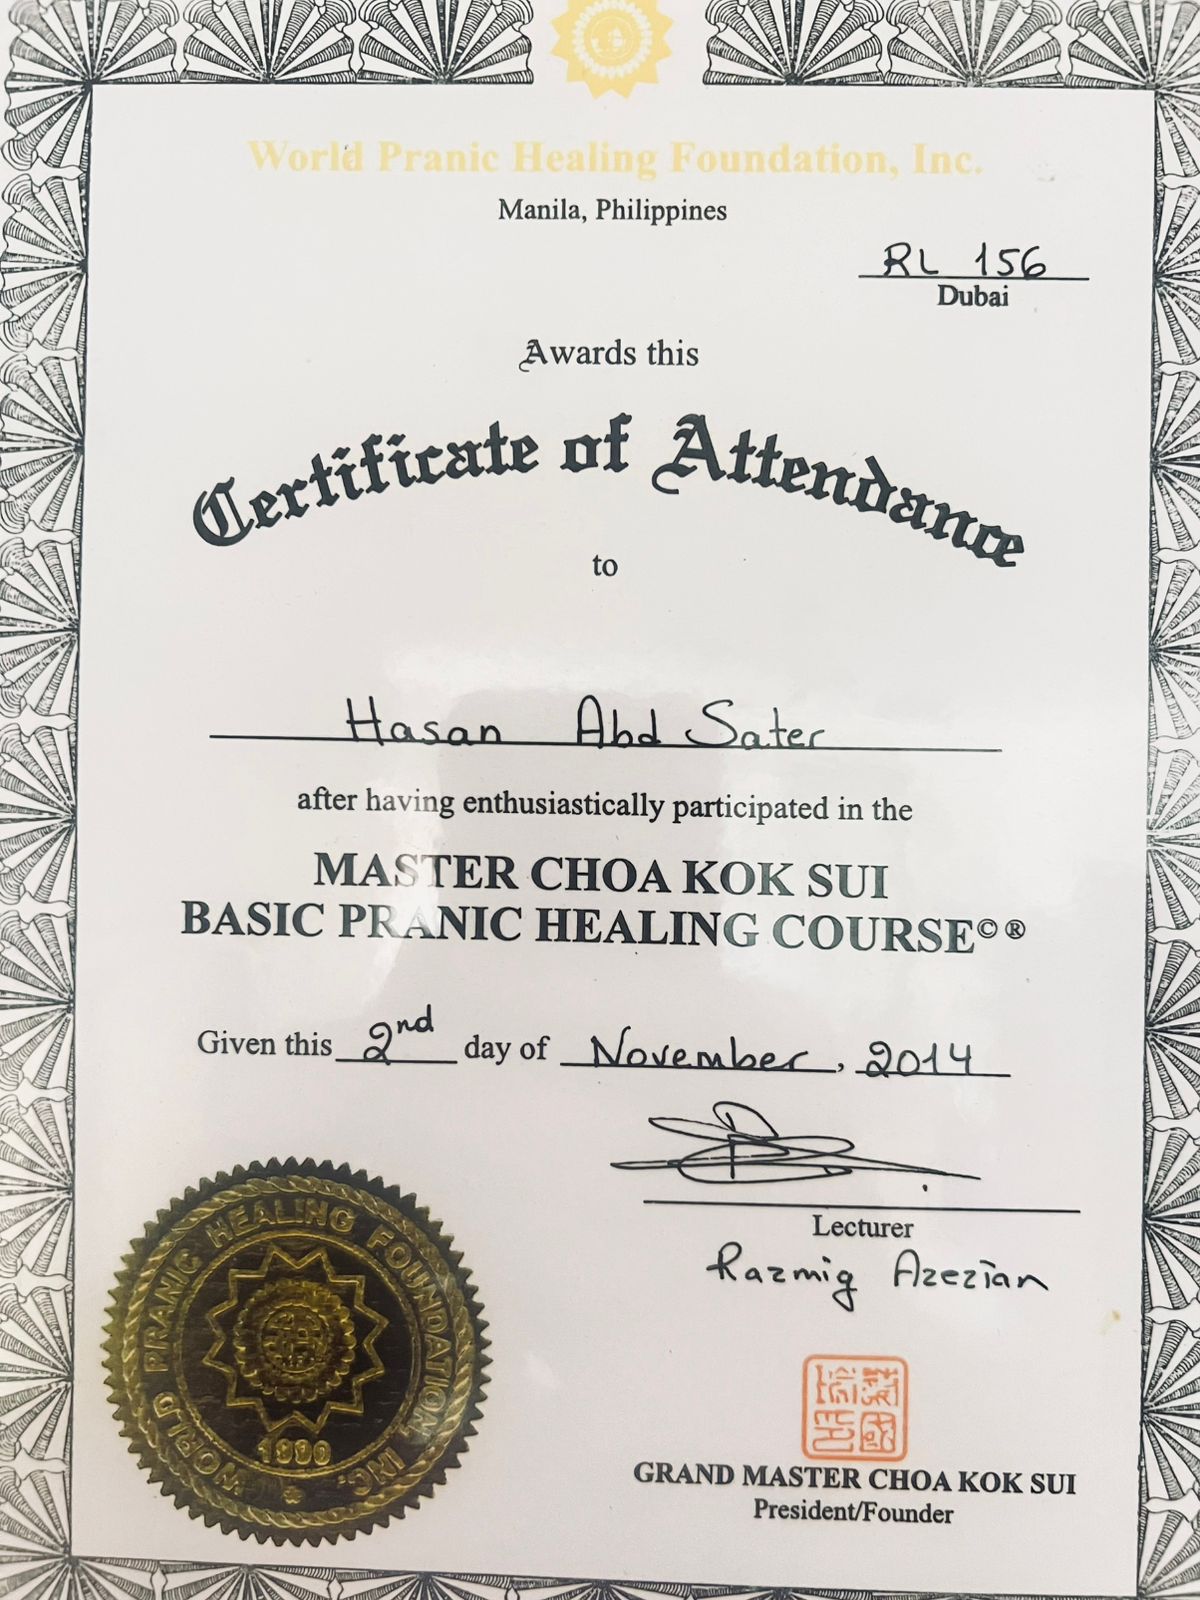 World Pranic Healing Foundation, Inc.
Manila, Philippines
RL 156
Dubai
Awards this
Certificate of Attendance
to
Hasan Abd Sater
after having enthusiastically participated in the
MASTER CHOA KOK SUI
BASIC PRANIC HEALING COURSE©®
Given this 2nd day of November, 2014
Lecturer
Razmig Azezian
WORLD PRANIC HEALING FOUNDATION INC.
1990
GRAND MASTER CHOA KOK SUI
President/Founder